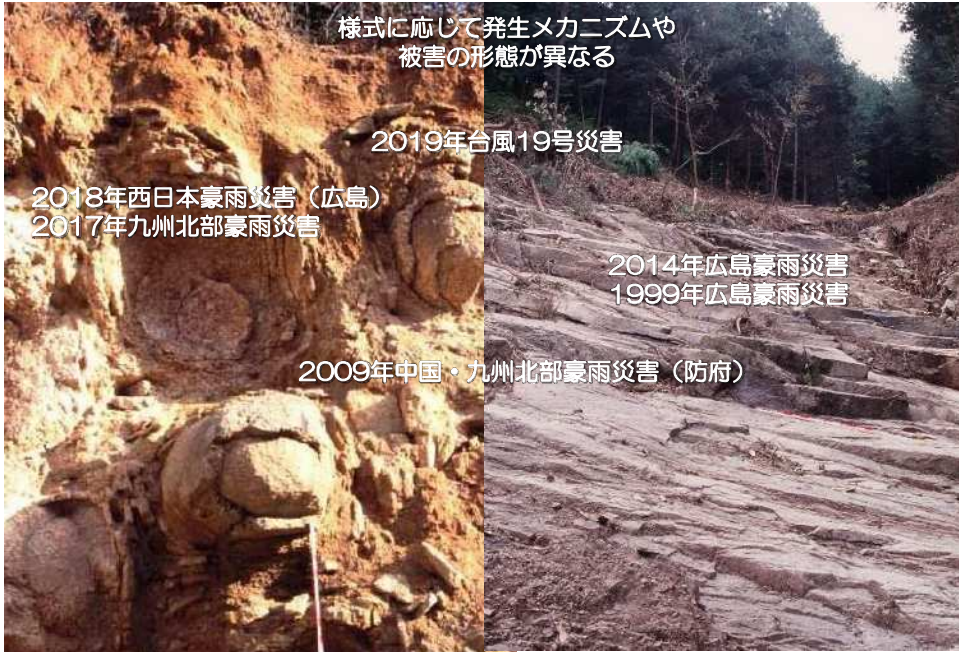 様式に応じて発生メカニズムや
被害の形態が異なる
2019年台風19号災害
2018年西日本豪雨災害（広島）
2017年九州北部豪雨災害
2014年広島豪雨災害
1999年広島豪雨災害
2009年中国・九州北部豪雨災害（防府）